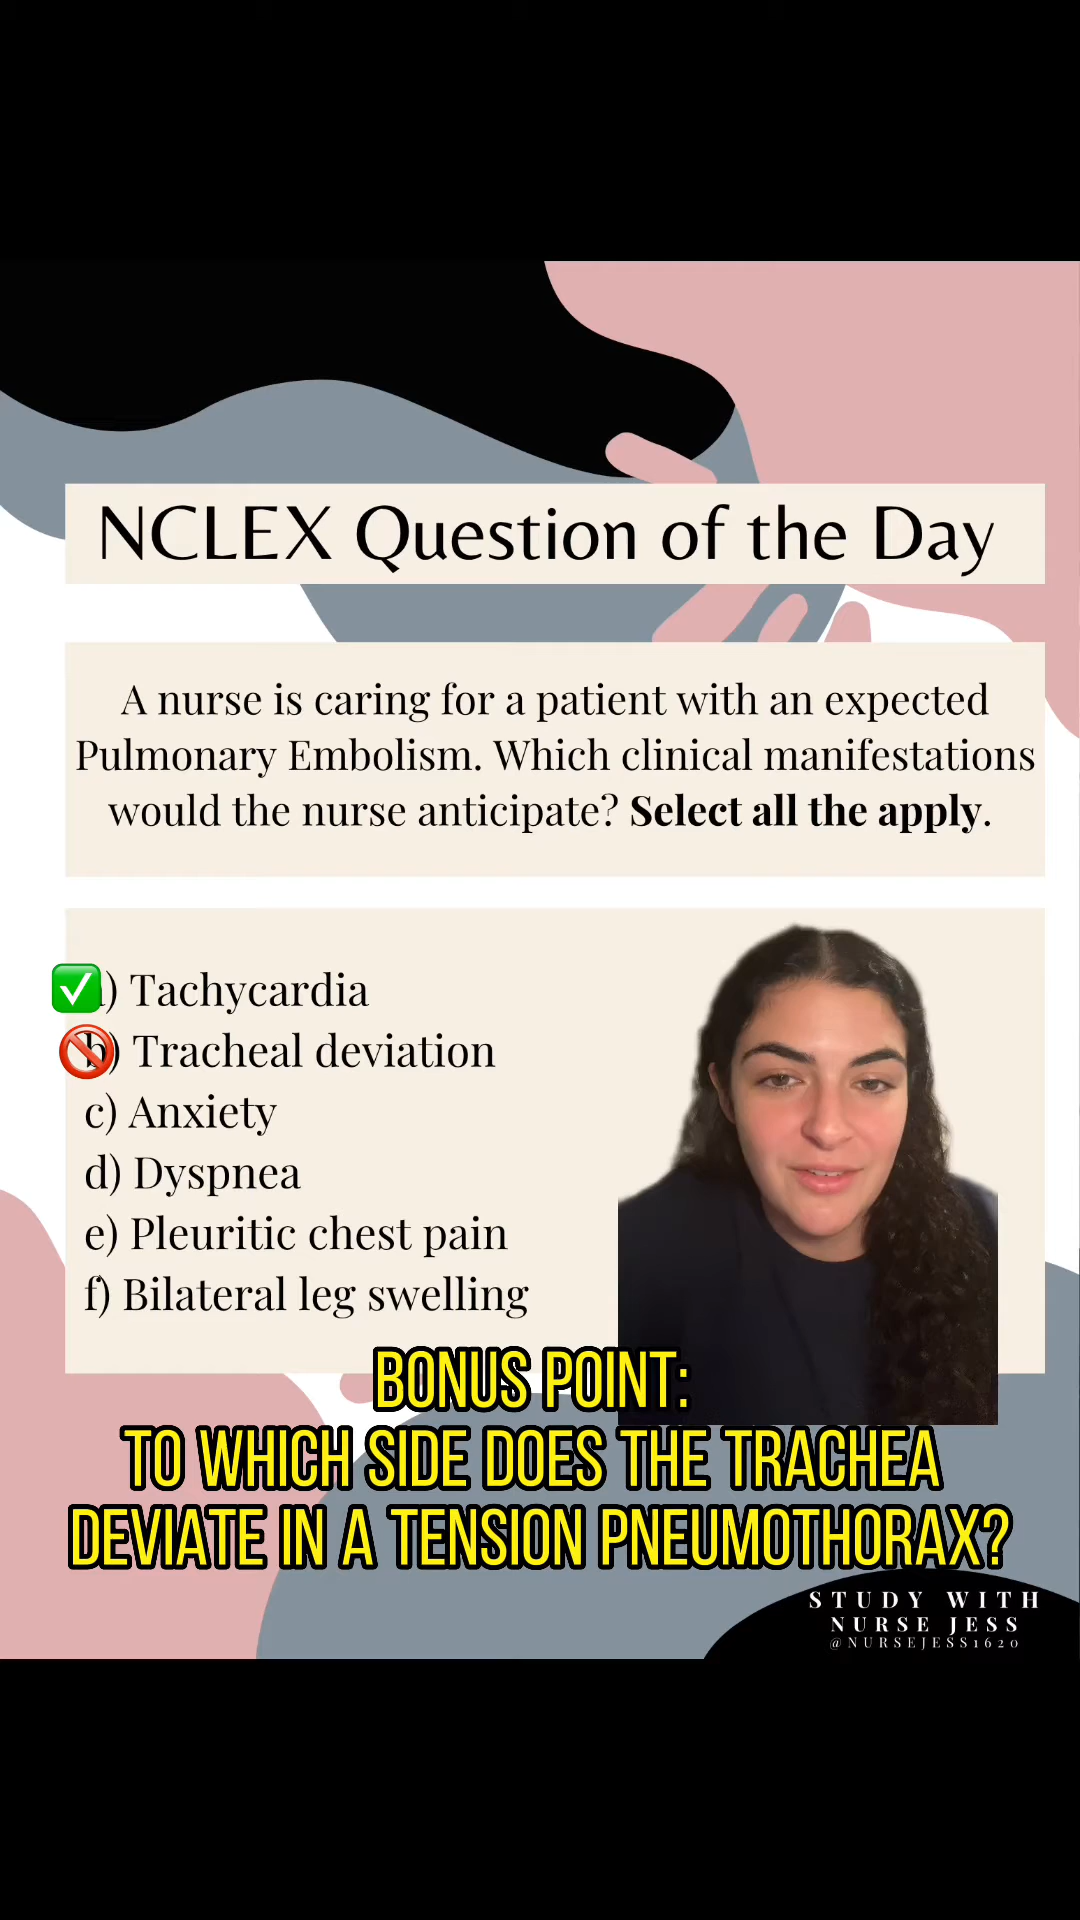 NCLEX Question of the Day
A nurse is caring for a patient with an expected
Pulmonary Embolism. Which clinical manifestations
would the nurse anticipate? Select all the apply.
) Tachycardia
b) Tracheal deviation
c) Anxiety
d) Dyspnea
e) Pleuritic chest pain
f) Bilateral leg swelling
BONUS POINT:
TO WHICH SIDE DOES THE TRACHEA
DEVIATE IN A TENSION PNEUMOTHORAX?
STUDY WITH
NURSE JESS
@NURSEJESS1620